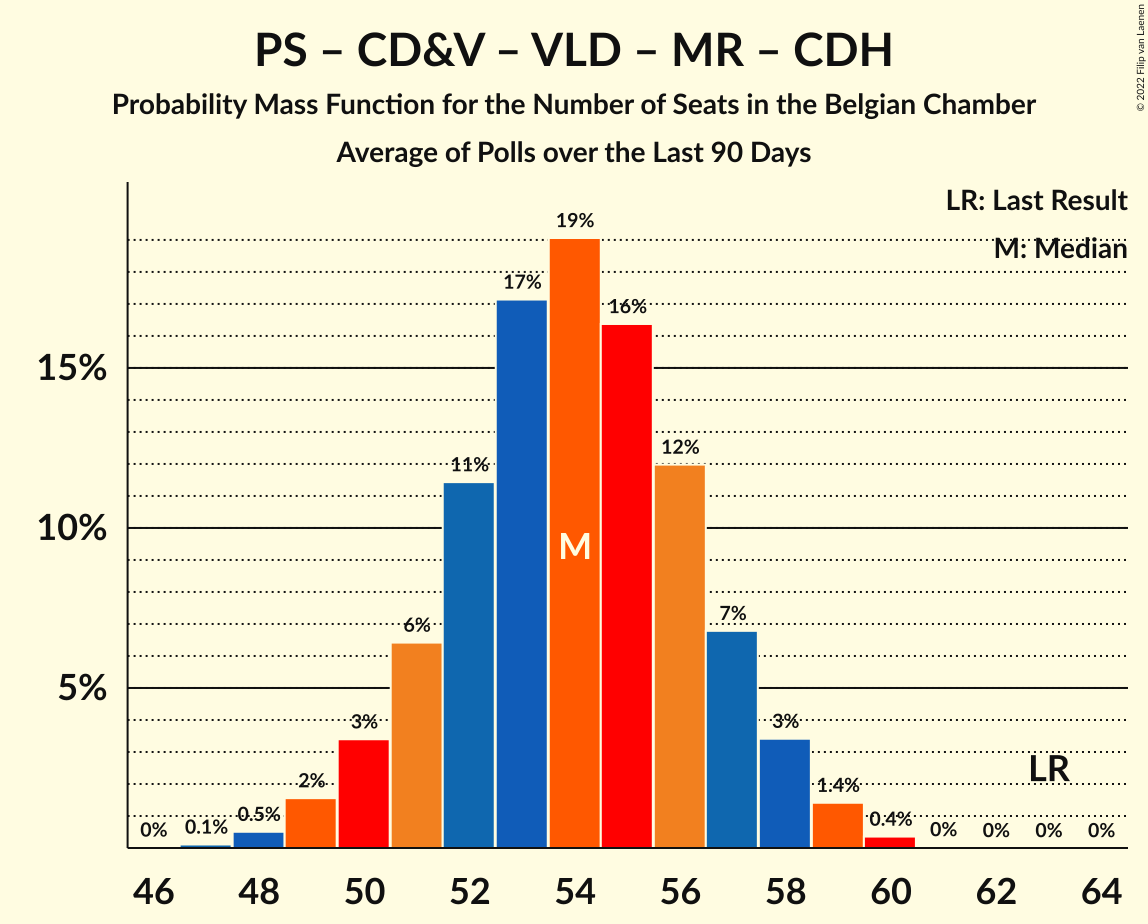 PS – CD&V – VLD – MR – CDH
Probability Mass Function for the Number of Seats in the Belgian Chamber
Average of Polls over the Last 90 Days
© 2022 Filip van Laenen
LR: Last Result
M: Median
15%
10%
5%
0%
0.1%
0.5%
2%
3%
6%
11%
17%
19%
16%
12%
7%
3%
1.4%
0.4%
0%
0%
0%
0%
M
LR
46 48 50 52 54 56 58 60 62 64